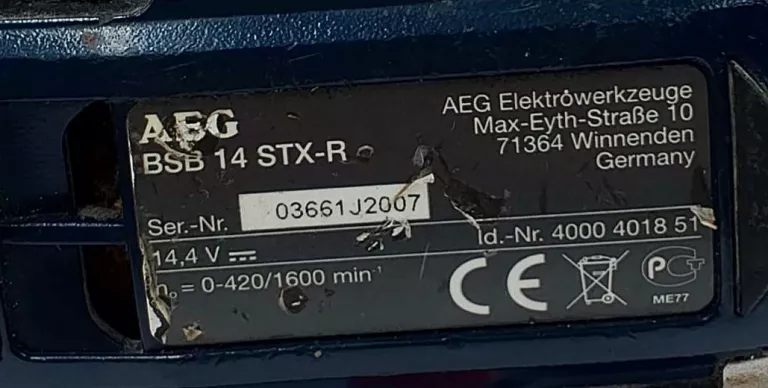 AEG
BSB 14 STX-R
AEG Elektrowerkzeuge
Max-Eyth-Straße 10
71364 Winnenden
Germany
Ser.-Nr. 03661J2007
Id.-Nr. 4000 4018 51
14,4 V ⎓
n₀ = 0-420/1600 min⁻¹
CE
PCT
ME77